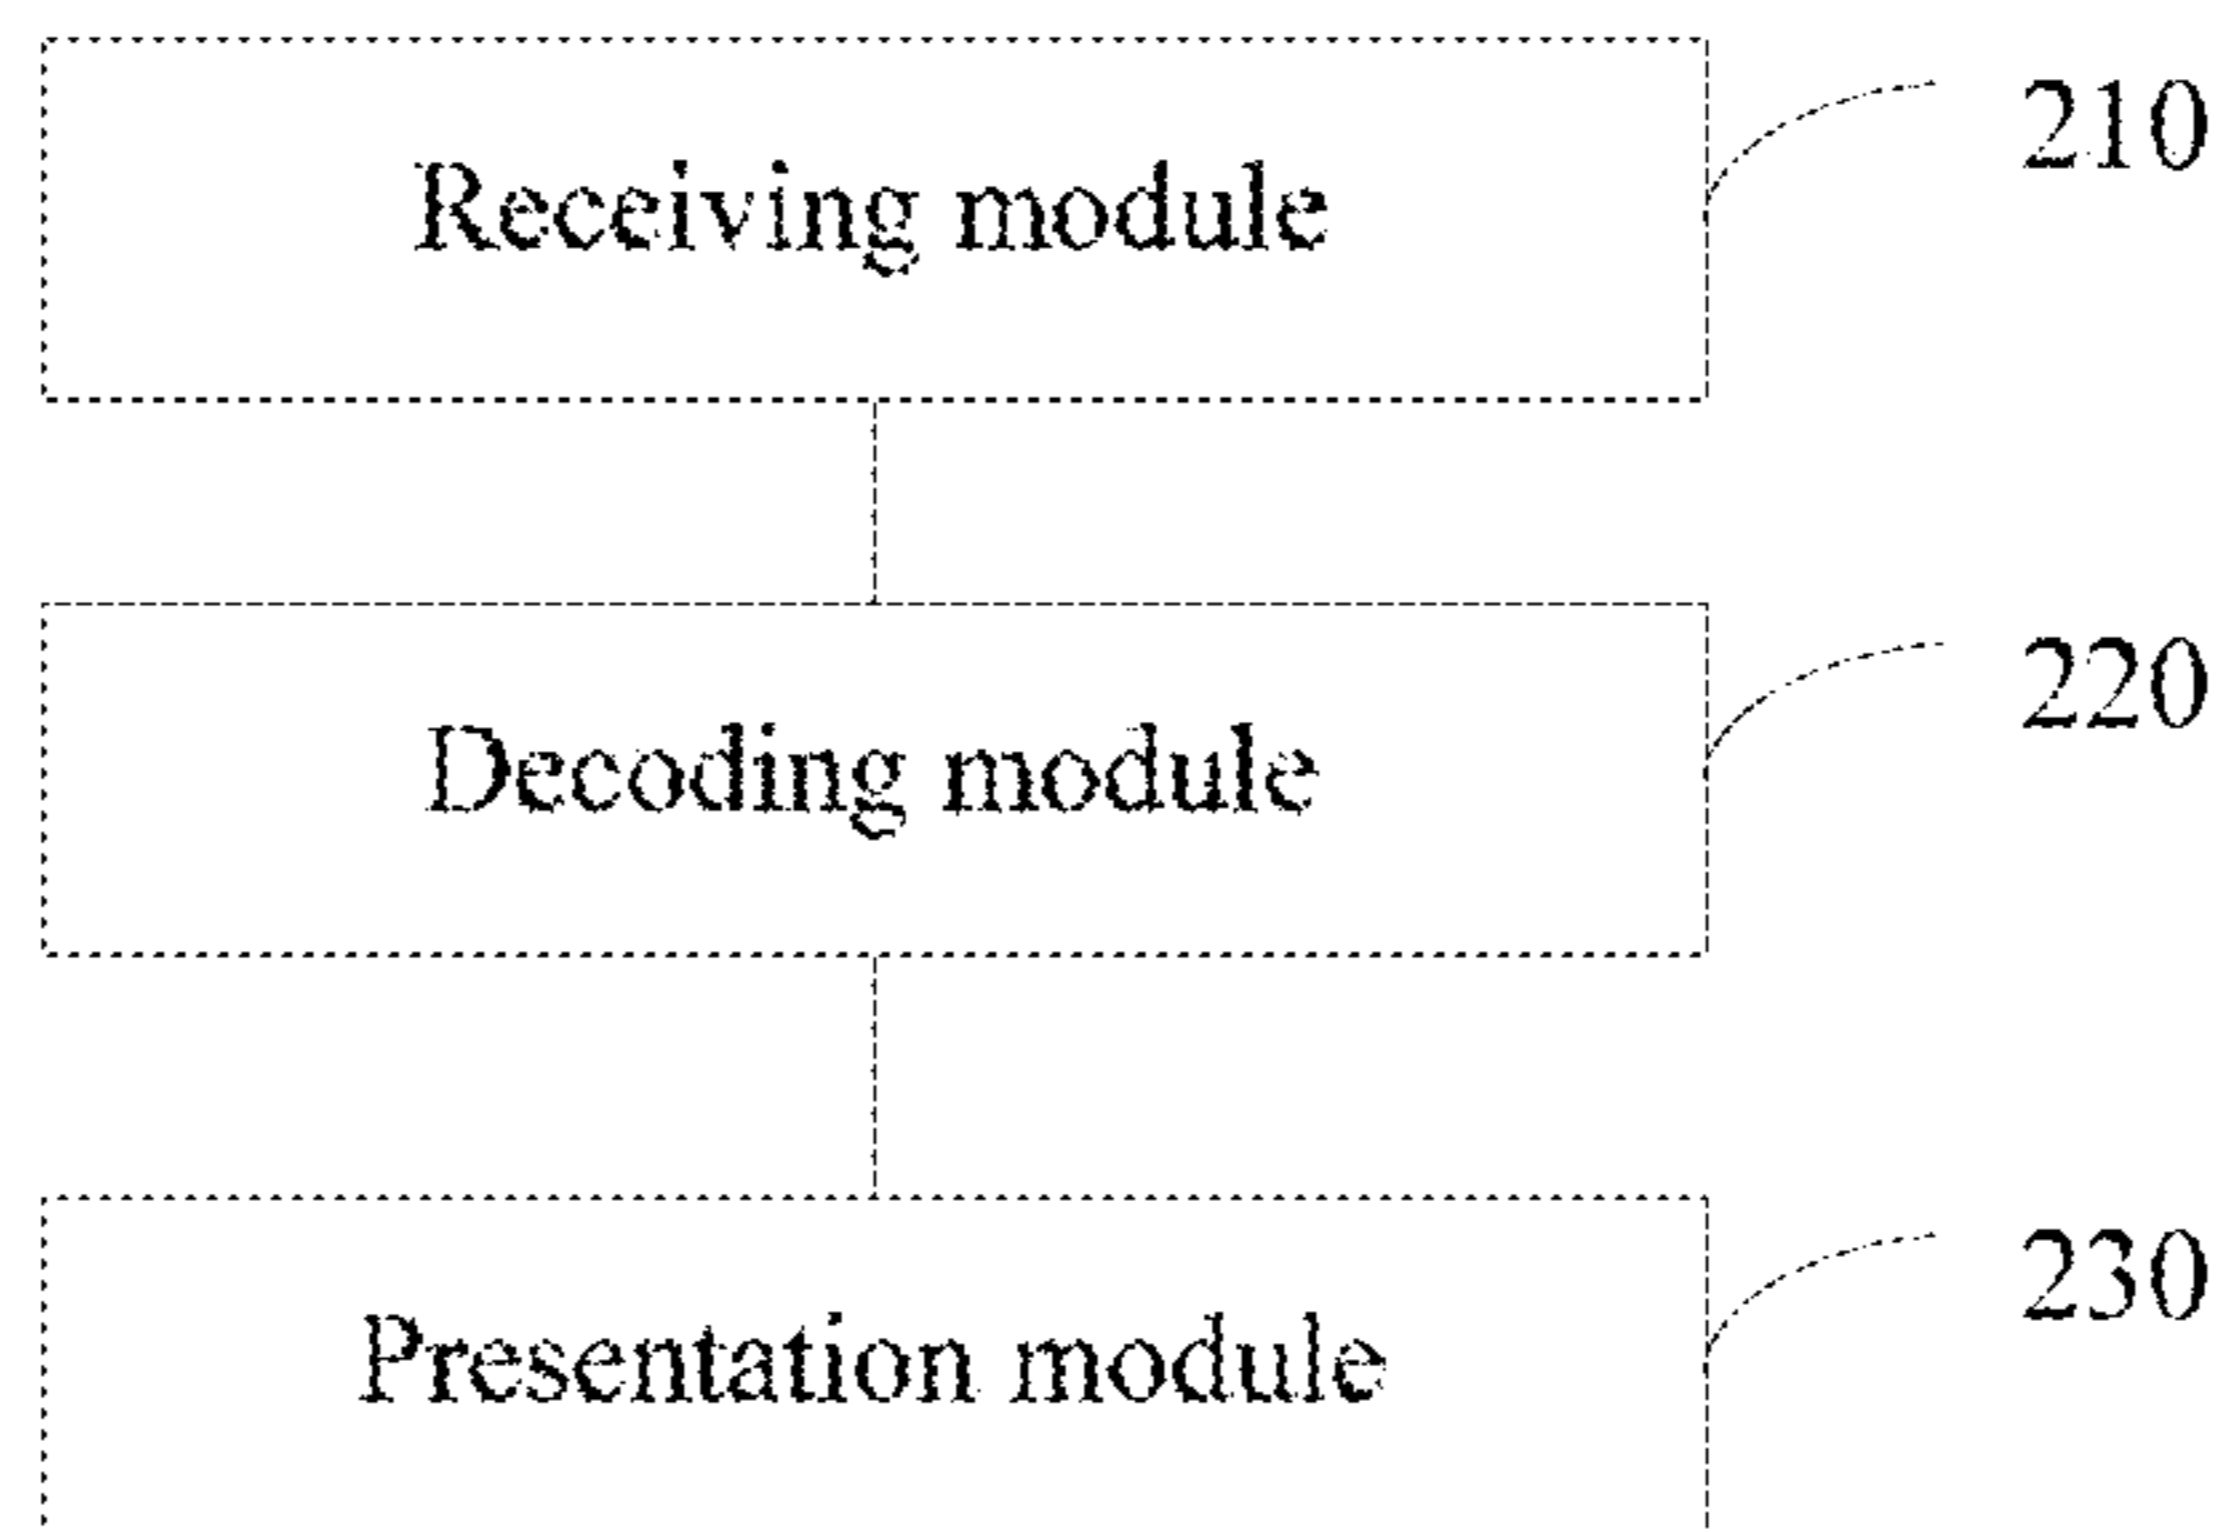 Receiving module
210
Decoding module
220
Presentation module
230